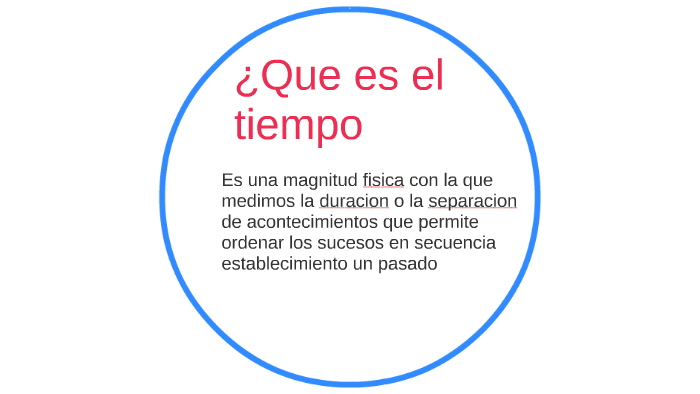 ¿Que es el
tiempo
Es una magnitud fisica con la que
medimos la duracion o la separacion
de acontecimientos que permite
ordenar los sucesos en secuencia
establecimiento un pasado